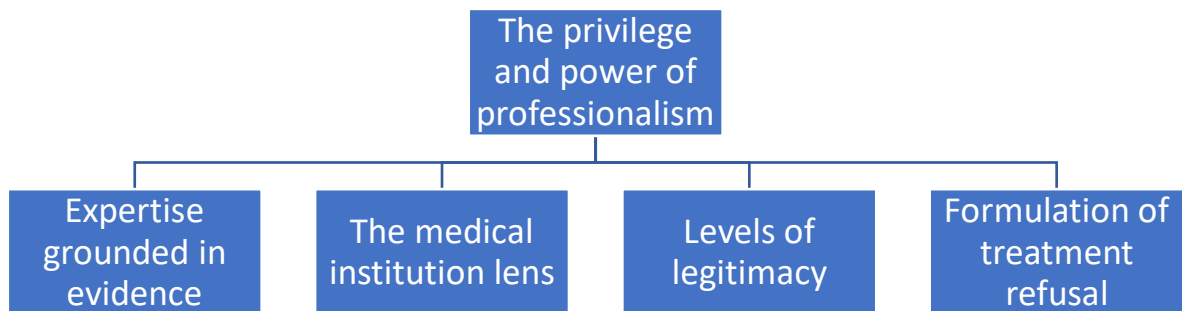 The privilege
and power of
professionalism
Expertise
grounded in
evidence
The medical
institution lens
Levels of
legitimacy
Formulation of
treatment
refusal